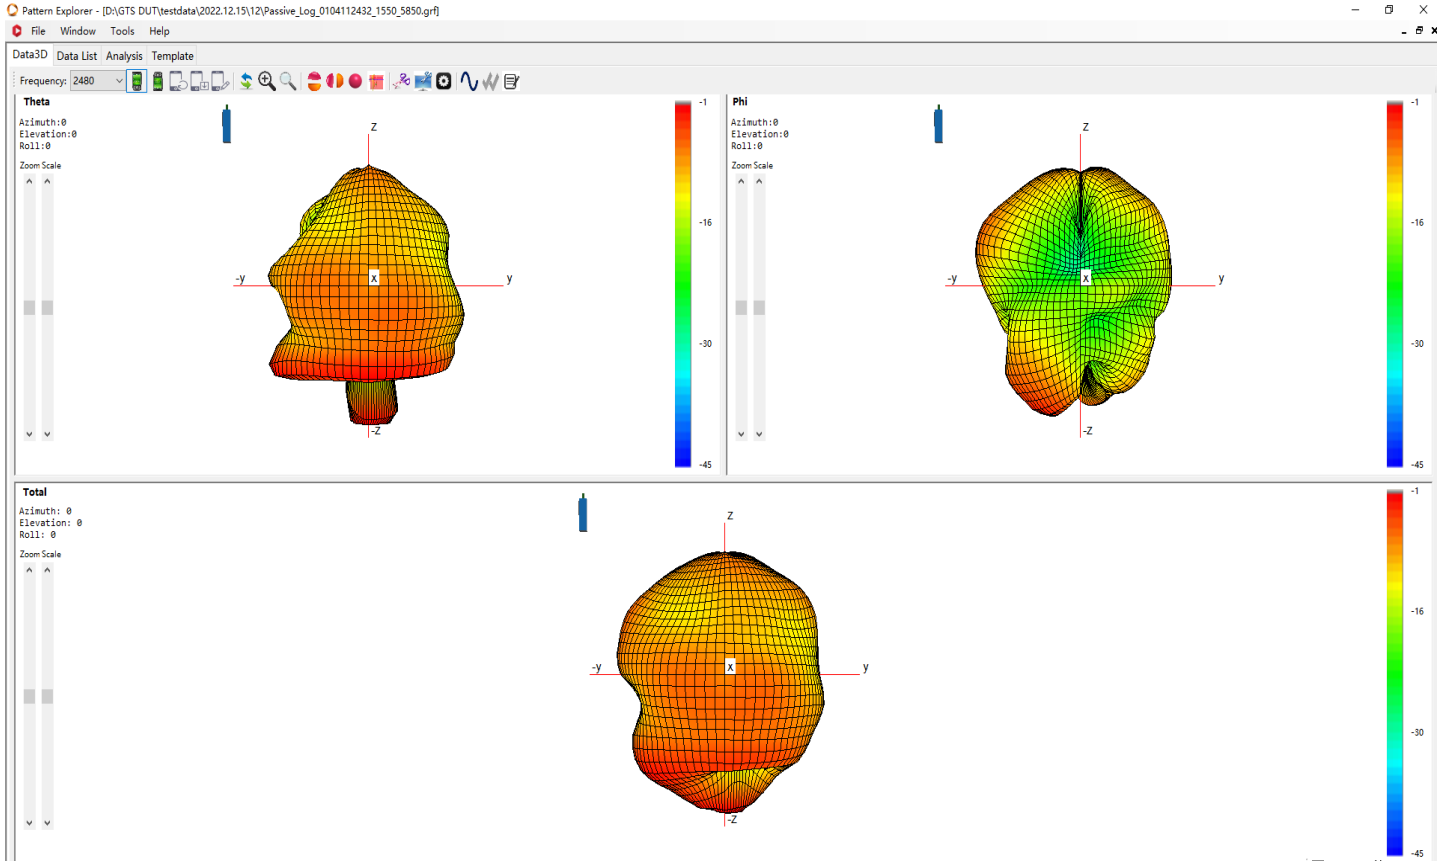 Pattern Explorer - [D:\GTS DUT\testdata\2022.12.15\12\Passive_Log_0104112432_1550_5850.grf]
File Window Tools Help
Data3D Data List Analysis Template
Frequency: 2480
Theta
Azimuth:0
Elevation:0
Roll:0
Zoom Scale
Z
-y
X
y
-Z
-1
-16
-30
-45
Phi
Azimuth:0
Elevation:0
Roll:0
Zoom Scale
Z
-y
X
y
-Z
-1
-16
-30
-45
Total
Azimuth: 0
Elevation: 0
Roll: 0
Zoom Scale
Z
-y
X
y
-Z
-1
-16
-30
-45